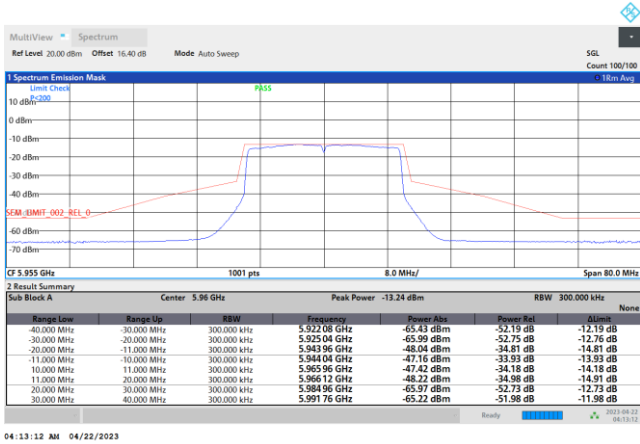 MultiView Spectrum
Ref Level 20.00 dBm Offset 16.40 dB Mode Auto Sweep SGL
Count 100/100
1 Spectrum Emission Mask 1Rm Avg
Limit Check PASS
P<200
10 dBm
0 dBm
-10 dBm
-20 dBm
-30 dBm
-40 dBm
SEM_LIMIT_002_REL_0
-60 dBm
-70 dBm
CF 5.955 GHz 1001 pts 8.0 MHz/ Span 80.0 MHz
2 Result Summary
Sub Block A Center 5.96 GHz Peak Power -13.24 dBm RBW 300.000 kHz
None
Range Low Range Up RBW Frequency Power Abs Power Rel ΔLimit
-40.000 MHz -30.000 MHz 300.000 kHz 5.922 08 GHz -65.43 dBm -52.19 dB -12.19 dB
-30.000 MHz -20.000 MHz 300.000 kHz 5.925 04 GHz -65.99 dBm -52.75 dB -12.76 dB
-20.000 MHz -11.000 MHz 300.000 kHz 5.943 96 GHz -48.04 dBm -34.81 dB -14.81 dB
-11.000 MHz -10.000 MHz 300.000 kHz 5.944 04 GHz -47.16 dBm -33.93 dB -13.93 dB
10.000 MHz 11.000 MHz 300.000 kHz 5.965 96 GHz -47.42 dBm -34.18 dB -14.18 dB
11.000 MHz 20.000 MHz 300.000 kHz 5.966 12 GHz -48.22 dBm -34.98 dB -14.91 dB
20.000 MHz 30.000 MHz 300.000 kHz 5.984 96 GHz -65.97 dBm -52.73 dB -12.73 dB
30.000 MHz 40.000 MHz 300.000 kHz 5.991 76 GHz -65.22 dBm -51.98 dB -11.98 dB
Ready 2023-04-22
04:13:12
04:13:12 AM 04/22/2023